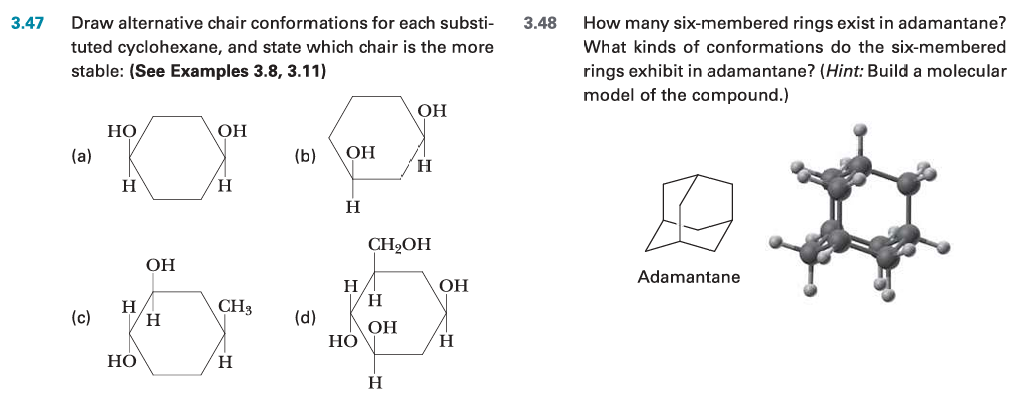 3.47 Draw alternative chair conformations for each substi-
tuted cyclohexane, and state which chair is the more
stable: (See Examples 3.8, 3.11)
(a)
HO
OH
H
H
(b)
OH
OH
H
H
(c)
OH
H
H
CH3
HO
H
(d)
CH2OH
H
H
OH
OH
HO
H
H
3.48 How many six-membered rings exist in adamantane?
What kinds of conformations do the six-membered
rings exhibit in adamantane? (Hint: Build a molecular
model of the compound.)
Adamantane